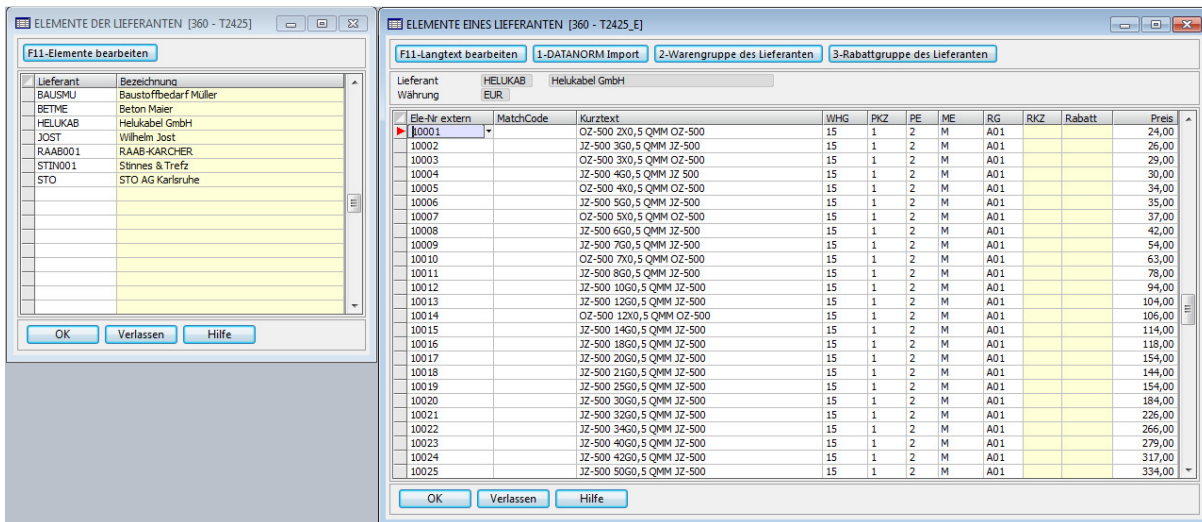 ELEMENTE DER LIEFERANTEN [360 - T2425]
F11-Elemente bearbeiten
Lieferant Bezeichnung
BAUSMU Baustoffbedarf Müller
BETME Beton Maier
HELUKAB Helukabel GmbH
JOST Wilhelm Jost
RAAB001 RAAB-KARCHER
STIN001 Stinnes & Trefz
STO STO AG Karlsruhe
OK Verlassen Hilfe
ELEMENTE EINES LIEFERANTEN [360 - T2425_E]
F11-Langtext bearbeiten 1-DATANORM Import 2-Warengruppe des Lieferanten 3-Rabattgruppe des Lieferanten
Lieferant HELUKAB Helukabel GmbH
Währung EUR
Ele-Nr extern MatchCode Kurztext WHG PKZ PE ME RG RKZ Rabatt Preis
10001 OZ-500 2X0,5 QMM OZ-500 15 1 2 M A01 24,00
10002 JZ-500 3G0,5 QMM JZ-500 15 1 2 M A01 26,00
10003 OZ-500 3X0,5 QMM OZ-500 15 1 2 M A01 29,00
10004 JZ-500 4G0,5 QMM JZ 500 15 1 2 M A01 30,00
10005 OZ-500 4X0,5 QMM OZ-500 15 1 2 M A01 34,00
10006 JZ-500 5G0,5 QMM JZ-500 15 1 2 M A01 35,00
10007 OZ-500 5X0,5 QMM OZ-500 15 1 2 M A01 37,00
10008 JZ-500 6G0,5 QMM JZ-500 15 1 2 M A01 42,00
10009 JZ-500 7G0,5 QMM JZ-500 15 1 2 M A01 54,00
10010 OZ-500 7X0,5 QMM OZ-500 15 1 2 M A01 63,00
10011 JZ-500 8G0,5 QMM JZ-500 15 1 2 M A01 78,00
10012 JZ-500 10G0,5 QMM JZ-500 15 1 2 M A01 94,00
10013 JZ-500 12G0,5 QMM JZ-500 15 1 2 M A01 104,00
10014 OZ-500 12X0,5 QMM OZ-500 15 1 2 M A01 106,00
10015 JZ-500 14G0,5 QMM JZ-500 15 1 2 M A01 114,00
10016 JZ-500 18G0,5 QMM JZ-500 15 1 2 M A01 118,00
10017 JZ-500 20G0,5 QMM JZ-500 15 1 2 M A01 154,00
10018 JZ-500 21G0,5 QMM JZ-500 15 1 2 M A01 144,00
10019 JZ-500 25G0,5 QMM JZ-500 15 1 2 M A01 154,00
10020 JZ-500 30G0,5 QMM JZ-500 15 1 2 M A01 184,00
10021 JZ-500 32G0,5 QMM JZ-500 15 1 2 M A01 226,00
10022 JZ-500 34G0,5 QMM JZ-500 15 1 2 M A01 266,00
10023 JZ-500 40G0,5 QMM JZ-500 15 1 2 M A01 279,00
10024 JZ-500 42G0,5 QMM JZ-500 15 1 2 M A01 317,00
10025 JZ-500 50G0,5 QMM JZ-500 15 1 2 M A01 334,00
OK Verlassen Hilfe